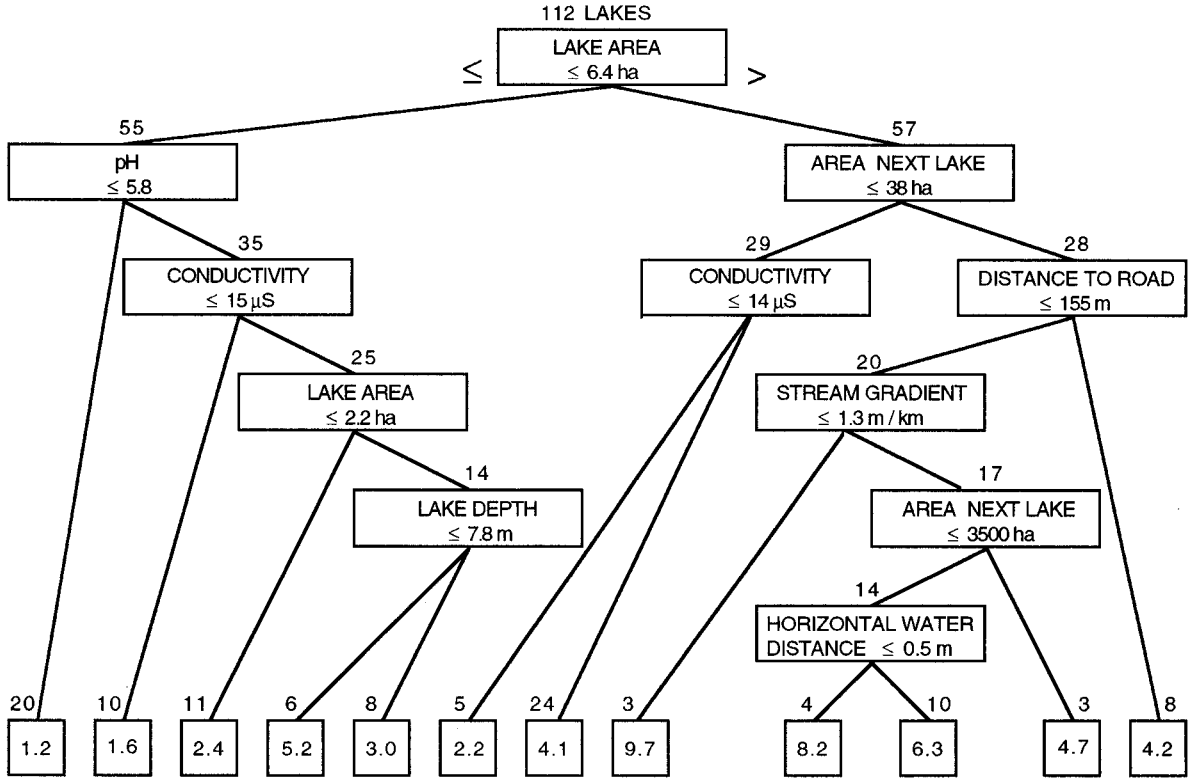 112 LAKES
LAKE AREA
≤ 6.4 ha
≤ >
55 57
pH
≤ 5.8
AREA NEXT LAKE
≤ 38 ha
35 29 28
CONDUCTIVITY
≤ 15 µS
CONDUCTIVITY
≤ 14 µS
DISTANCE TO ROAD
≤ 155 m
25 20
LAKE AREA
≤ 2.2 ha
STREAM GRADIENT
≤ 1.3 m / km
14 17
LAKE DEPTH
≤ 7.8 m
AREA NEXT LAKE
≤ 3500 ha
14
HORIZONTAL WATER
DISTANCE ≤ 0.5 m
20 10 11 6 8 5 24 3 4 10 3 8
1.2 1.6 2.4 5.2 3.0 2.2 4.1 9.7 8.2 6.3 4.7 4.2